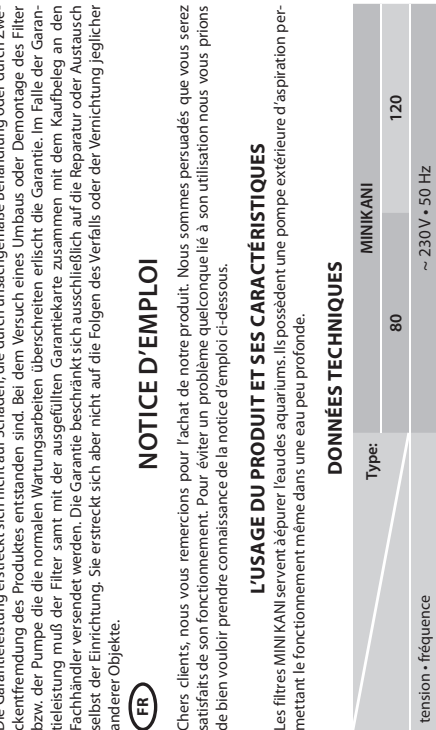 Die Garantieleistung erstreckt sich nicht auf Schäden, die durch unsachgemäße Behandlung oder durch Zwe-
ckentfremdung des Produktes entstanden sind. Bei dem Versuch eines Umbaus oder Demontage des Filter
bzw. der Pumpe die die normalen Wartungsarbeiten überschreiten erlischt die Garantie. Im Falle der Garan-
tieleistung muß der Filter samt mit der ausgefüllten Garantiekarte zusammen mit dem Kaufbeleg an den
Fachhändler versendet werden. Die Garantie beschränkt sich ausschließlich auf die Reparatur oder Austausch
selbst der Einrichtung. Sie erstreckt sich aber nicht auf die Folgen des Verfalls oder der Vernichtung jeglicher
anderer Objekte.
FR
NOTICE D'EMPLOI
Chers clients, nous vous remercions pour l'achat de notre produit. Nous sommes persuadés que vous serez
satisfaits de son fonctionnement. Pour éviter un problème quelconque lié à son utilisation nous vous prions
de bien vouloir prendre connaissance de la notice d'emploi ci-dessous.
L'USAGE DU PRODUIT ET SES CARACTÉRISTIQUES
Les filtres MINI KANI servent à épurer l'eau des aquariums. Ils possèdent une pompe extérieure d'aspiration per-
mettant le fonctionnement même dans une eau peu profonde.
DONNÉES TECHNIQUES
Type:
MINIKANI
80
120
tension • fréquence
~ 230 V • 50 Hz